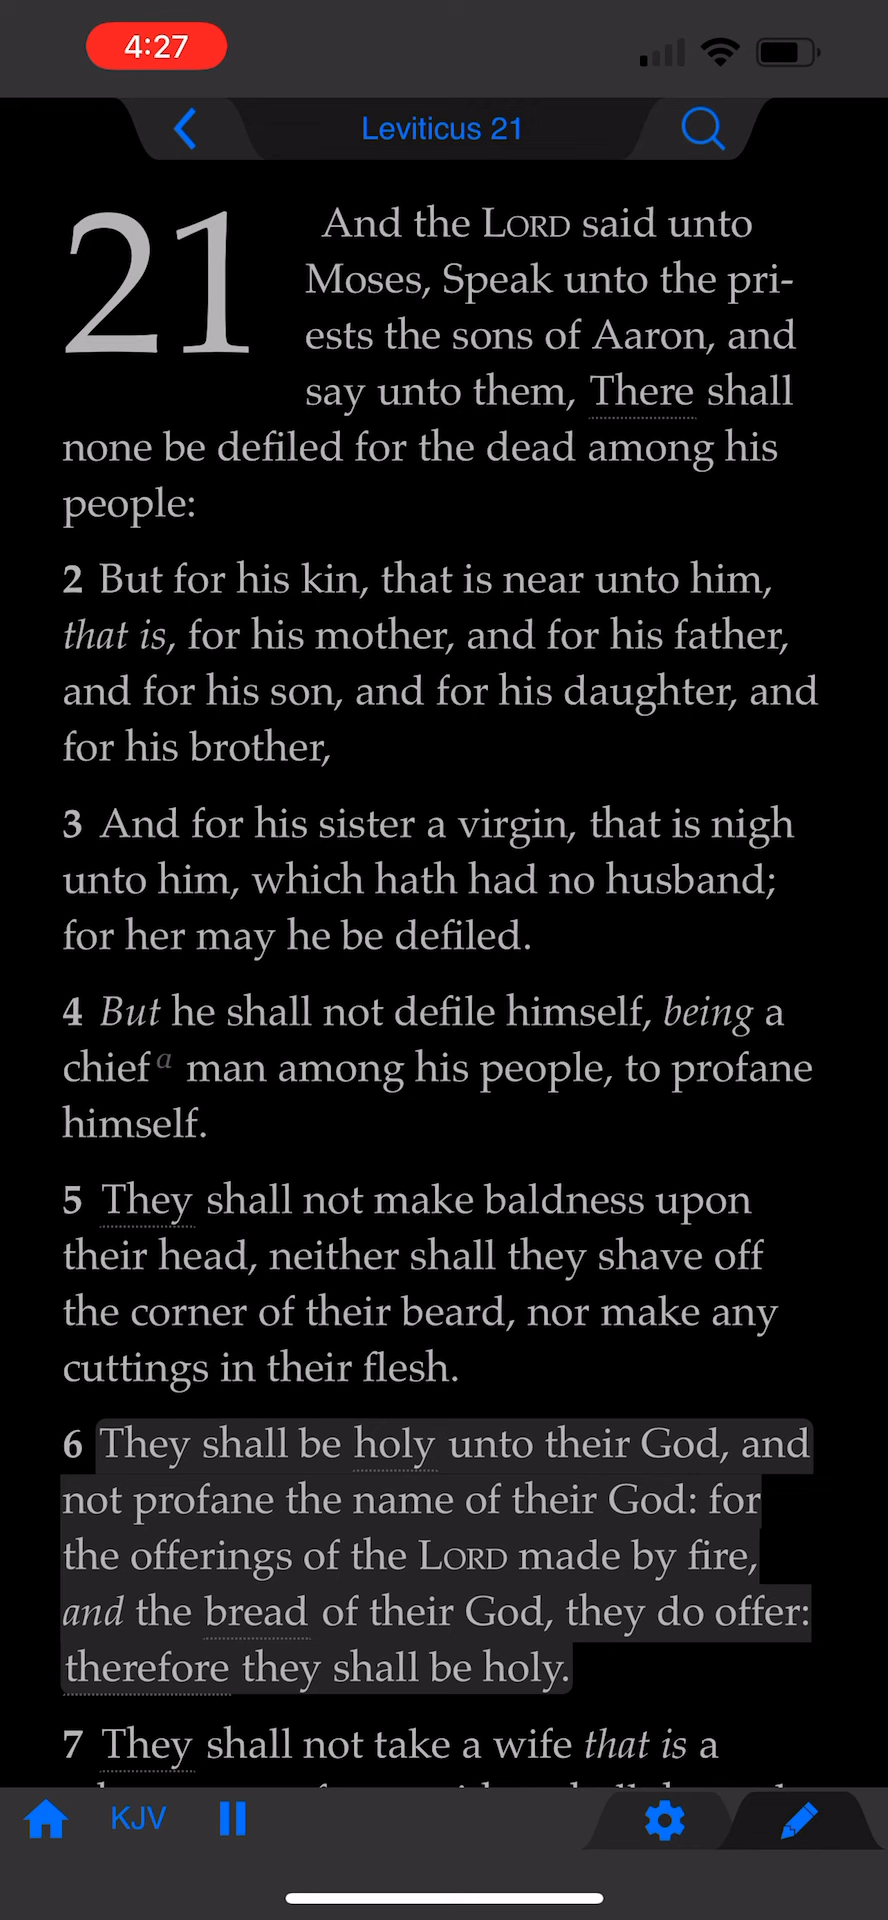 4:27
Leviticus 21
21 And the LORD said unto
Moses, Speak unto the pri-
ests the sons of Aaron, and
say unto them, There shall
none be defiled for the dead among his
people:
2 But for his kin, that is near unto him,
that is, for his mother, and for his father,
and for his son, and for his daughter, and
for his brother,
3 And for his sister a virgin, that is nigh
unto him, which hath had no husband;
for her may he be defiled.
4 But he shall not defile himself, being a
chief a man among his people, to profane
himself.
5 They shall not make baldness upon
their head, neither shall they shave off
the corner of their beard, nor make any
cuttings in their flesh.
6 They shall be holy unto their God, and
not profane the name of their God: for
the offerings of the LORD made by fire,
and the bread of their God, they do offer:
therefore they shall be holy.
7 They shall not take a wife that is a
KJV